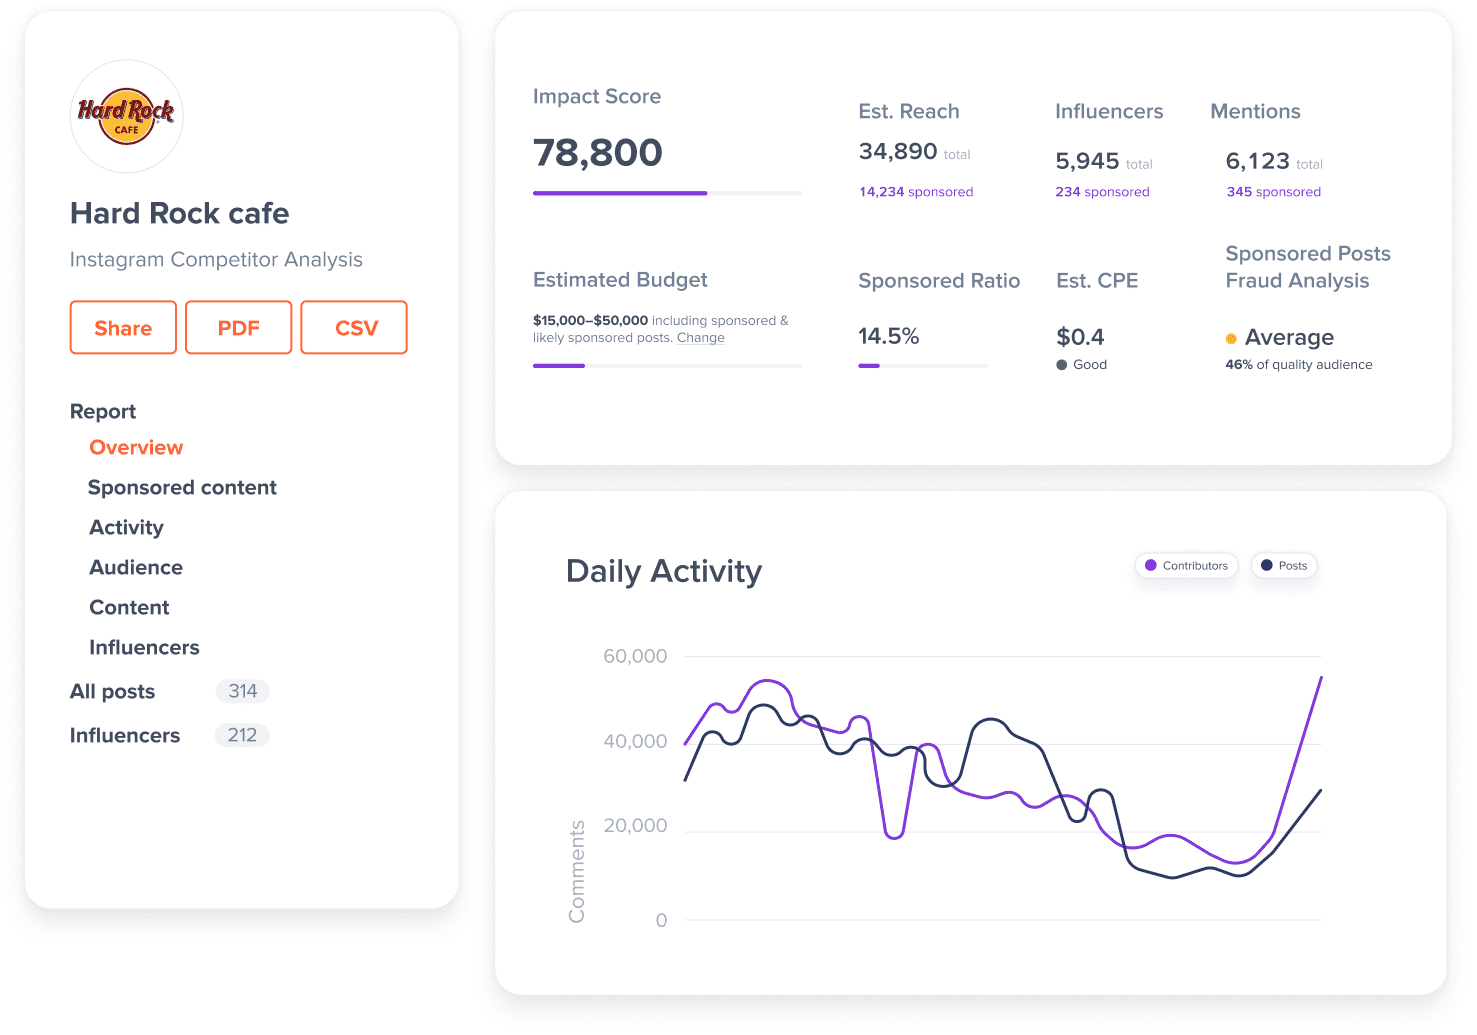 Hard Rock
CAFE
Hard Rock cafe
Instagram Competitor Analysis
Share
PDF
CSV
Report
Overview
Sponsored content
Activity
Audience
Content
Influencers
All posts 314
Influencers 212
Impact Score
78,800
Est. Reach
34,890 total
14,234 sponsored
Influencers
5,945 total
234 sponsored
Mentions
6,123 total
345 sponsored
Estimated Budget
$15,000–$50,000 including sponsored &
likely sponsored posts. Change
Sponsored Ratio
14.5%
Est. CPE
$0.4
Good
Sponsored Posts
Fraud Analysis
Average
46% of quality audience
Daily Activity
Contributors
Posts
60,000
40,000
20,000
0
Comments